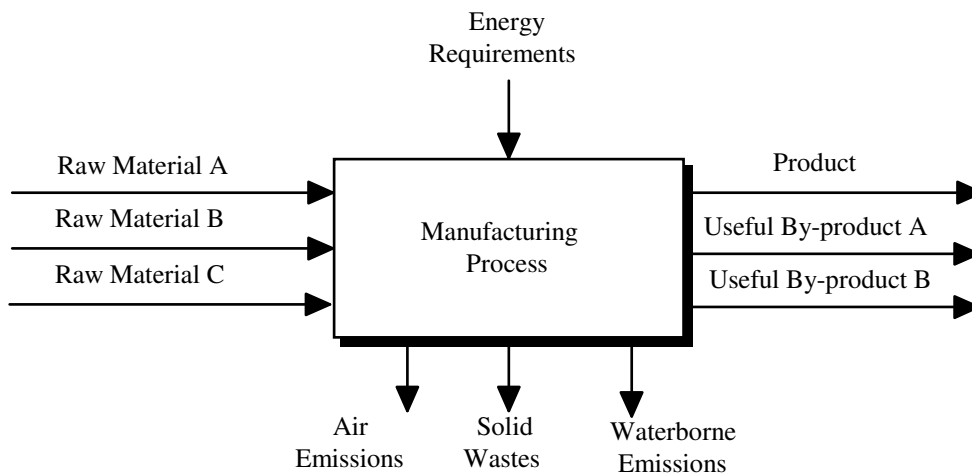 Energy
Requirements
Raw Material A
Raw Material B
Raw Material C
Manufacturing
Process
Product
Useful By-product A
Useful By-product B
Air
Emissions
Solid
Wastes
Waterborne
Emissions